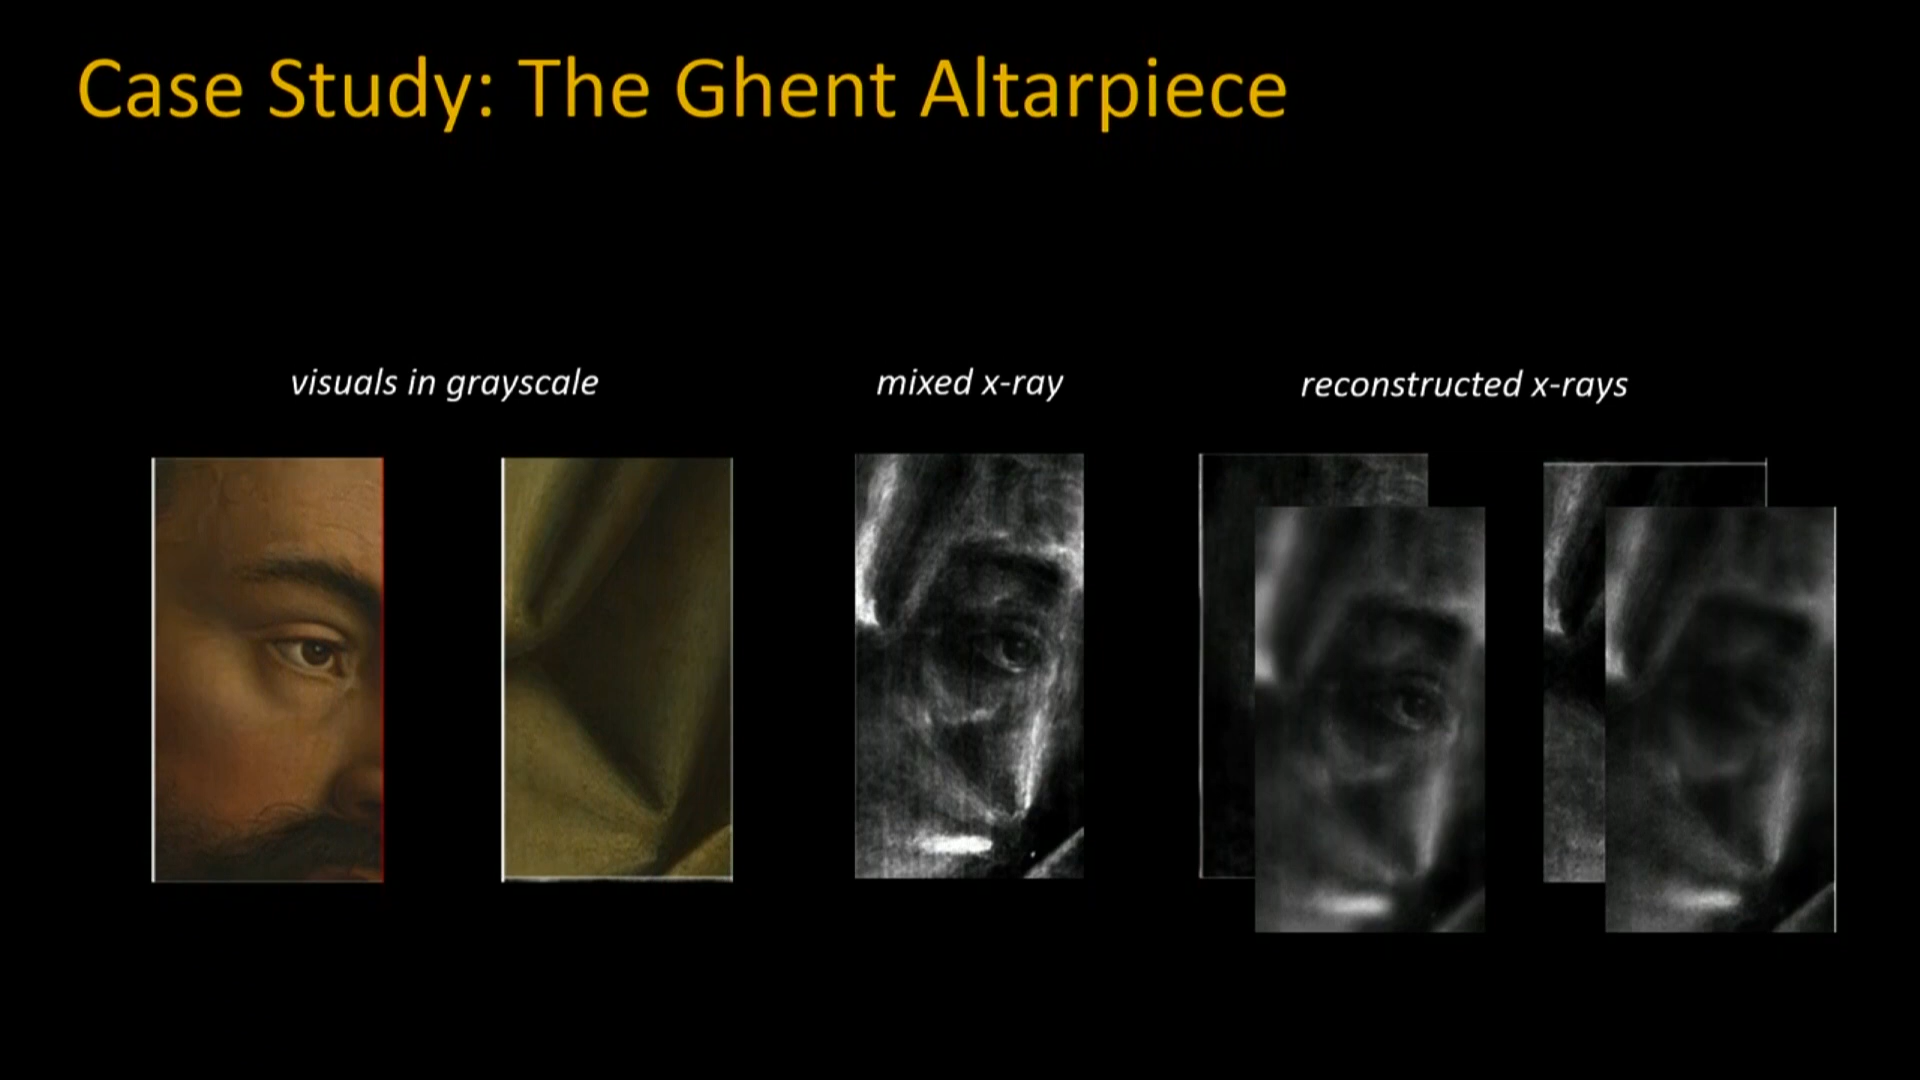 Case Study: The Ghent Altarpiece
visuals in grayscale
mixed x-ray
reconstructed x-rays